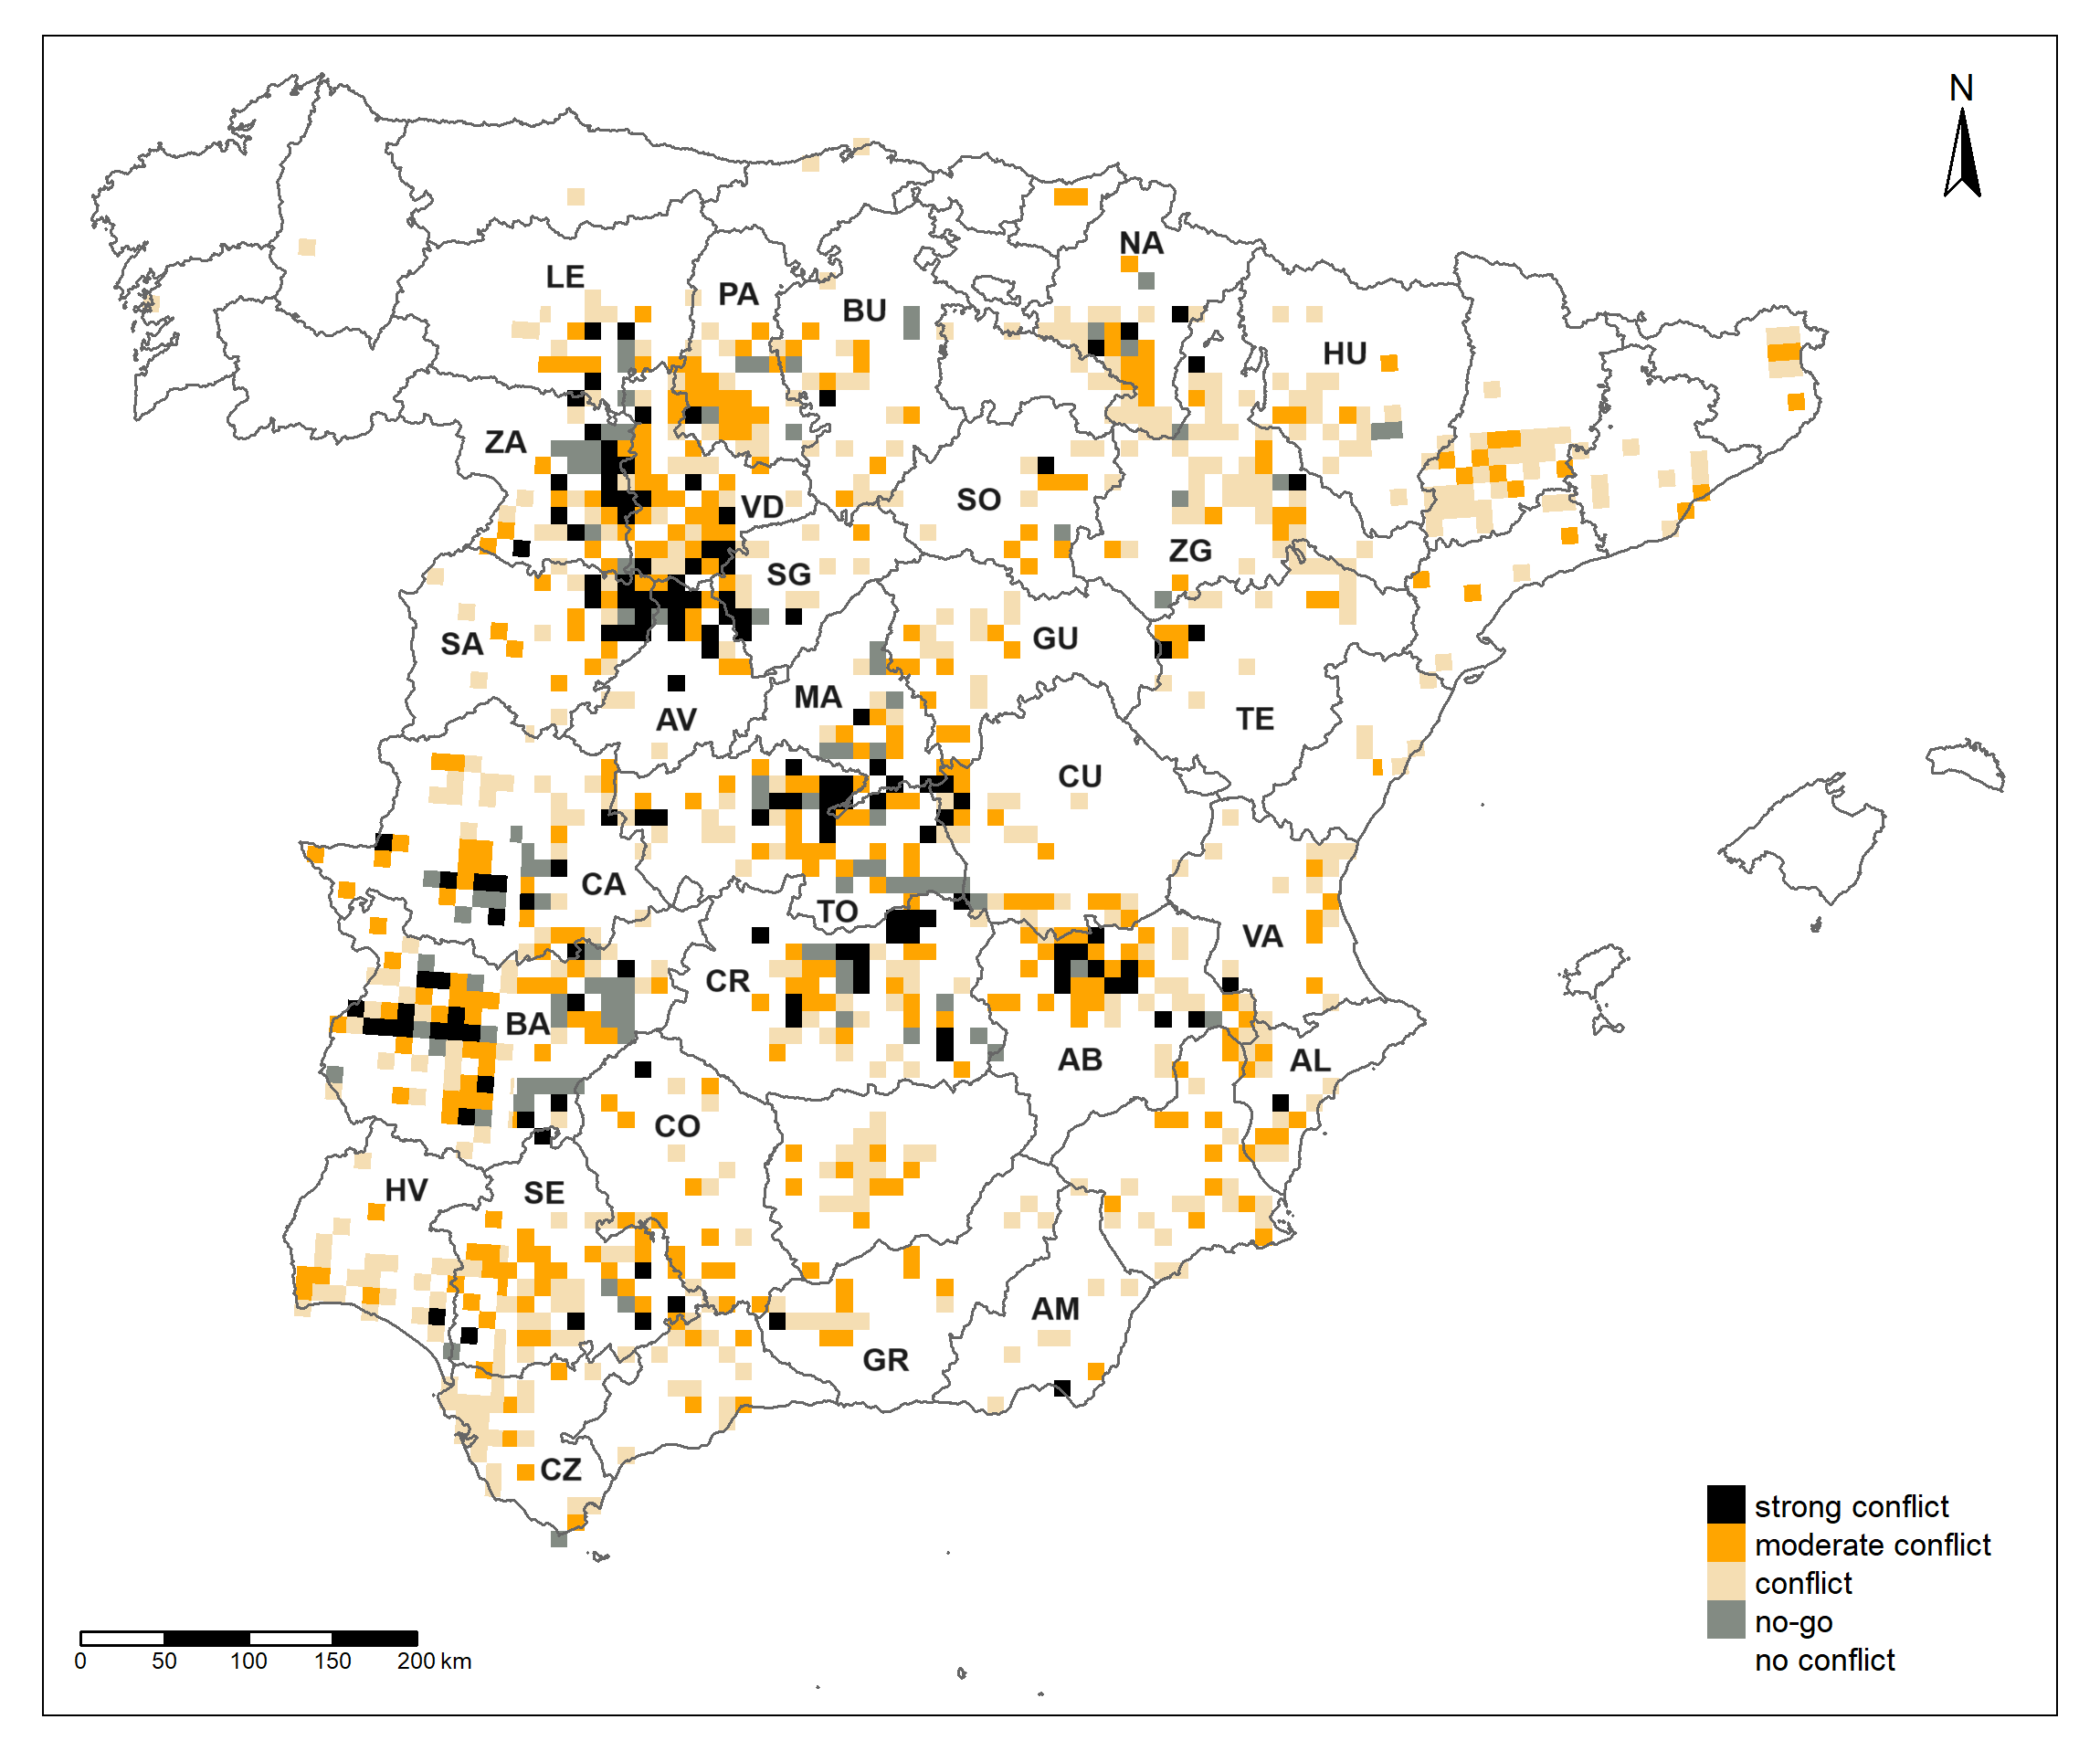 N
NA
LE
PA
BU
HU
ZA
VD
SO
ZG
SG
SA
GU
MA
AV
TE
CU
CA
TO
VA
CR
BA
AB
AL
CO
HV
SE
AM
GR
CZ
strong conflict
moderate conflict
conflict
no-go
no conflict
0 50 100 150 200 km